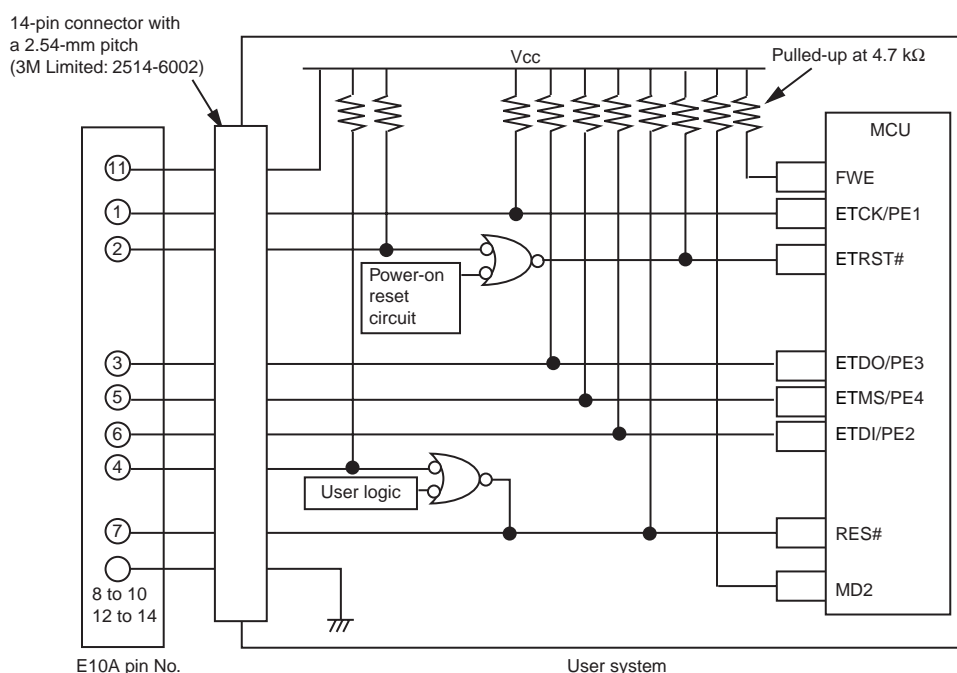 14-pin connector with
a 2.54-mm pitch
(3M Limited: 2514-6002)
Vcc
Pulled-up at 4.7 kΩ
MCU
11
FWE
1
ETCK/PE1
2
ETRST#
Power-on
reset
circuit
3
ETDO/PE3
5
ETMS/PE4
6
ETDI/PE2
4
User logic
7
RES#
8 to 10
12 to 14
MD2
E10A pin No.
User system